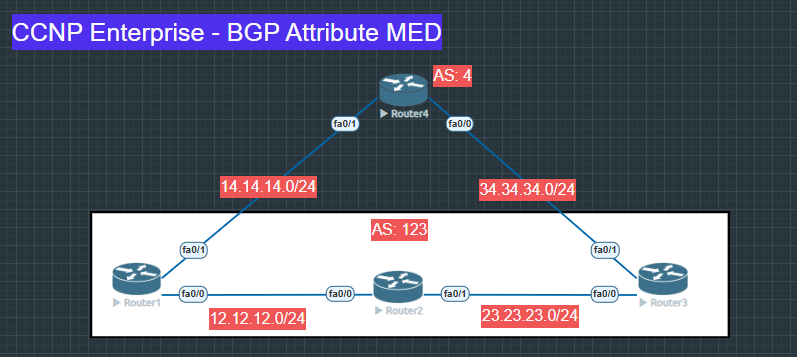 CCNP Enterprise - BGP Attribute MED
AS: 4
Router4
fa0/1
fa0/0
14.14.14.0/24
34.34.34.0/24
AS: 123
fa0/1
fa0/1
Router1
fa0/0
fa0/0
Router2
fa0/1
fa0/0
Router3
12.12.12.0/24
23.23.23.0/24